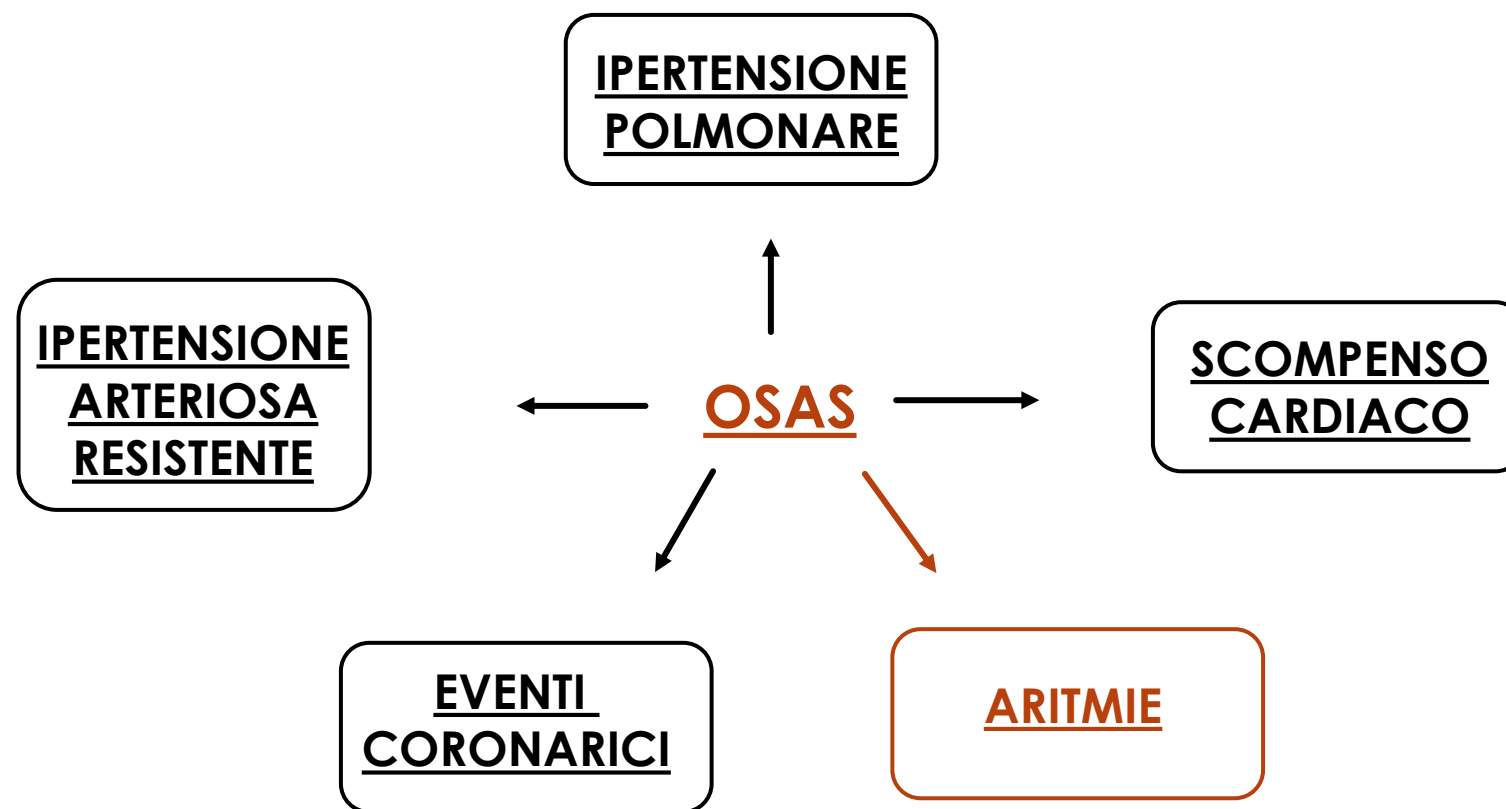 IPERTENSIONE
POLMONARE
IPERTENSIONE
ARTERIOSA
RESISTENTE
OSAS
SCOMPENSO
CARDIACO
EVENTI
CORONARICI
ARITMIE